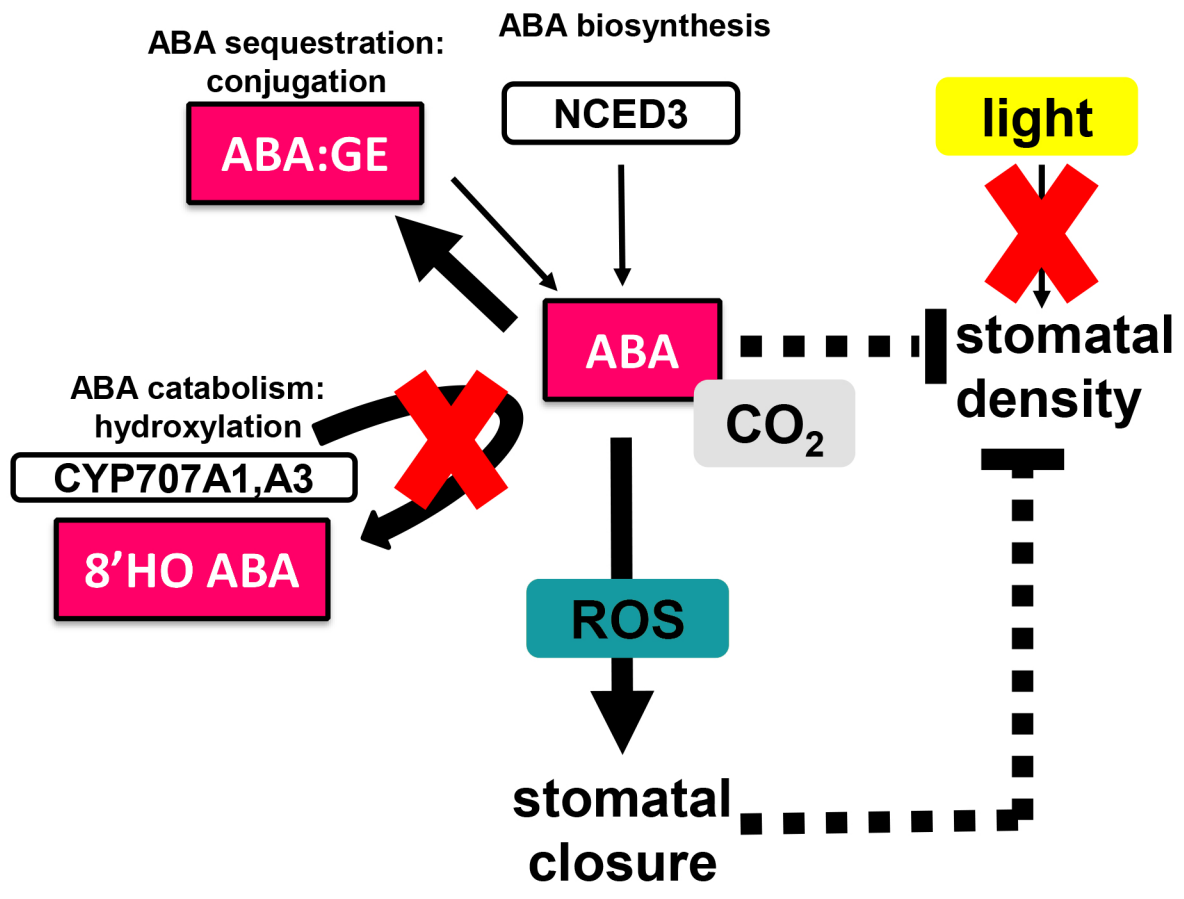 ABA sequestration:
conjugation
ABA:GE
ABA biosynthesis
NCED3
light
ABA
CO₂
stomatal
density
ABA catabolism:
hydroxylation
CYP707A1,A3
8’HO ABA
ROS
stomatal
closure